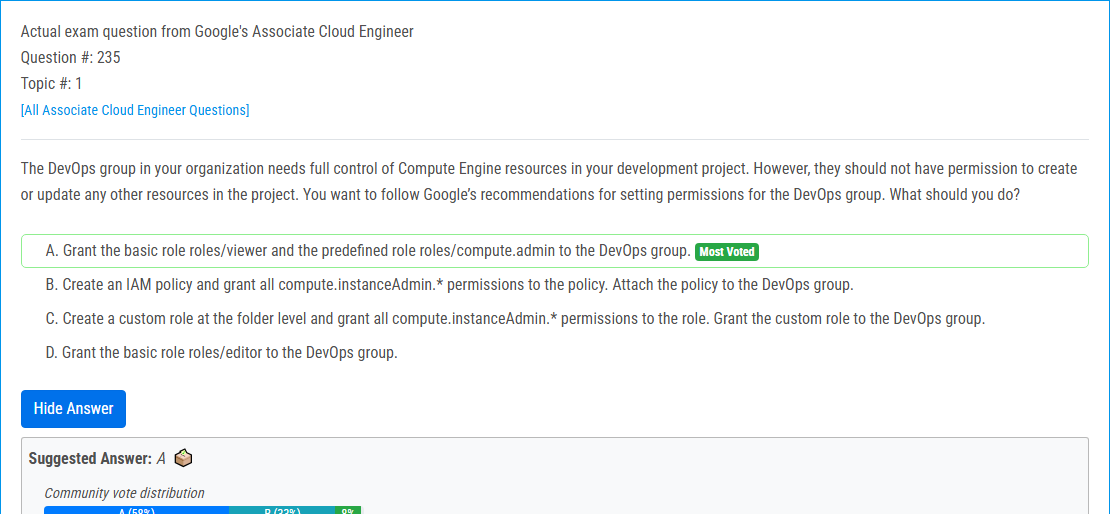 Actual exam question from Google's Associate Cloud Engineer
Question #: 235
Topic #: 1
[All Associate Cloud Engineer Questions]
The DevOps group in your organization needs full control of Compute Engine resources in your development project. However, they should not have permission to create
or update any other resources in the project. You want to follow Google’s recommendations for setting permissions for the DevOps group. What should you do?
A. Grant the basic role roles/viewer and the predefined role roles/compute.admin to the DevOps group. Most Voted
B. Create an IAM policy and grant all compute.instanceAdmin.* permissions to the policy. Attach the policy to the DevOps group.
C. Create a custom role at the folder level and grant all compute.instanceAdmin.* permissions to the role. Grant the custom role to the DevOps group.
D. Grant the basic role roles/editor to the DevOps group.
Hide Answer
Suggested Answer: A
Community vote distribution